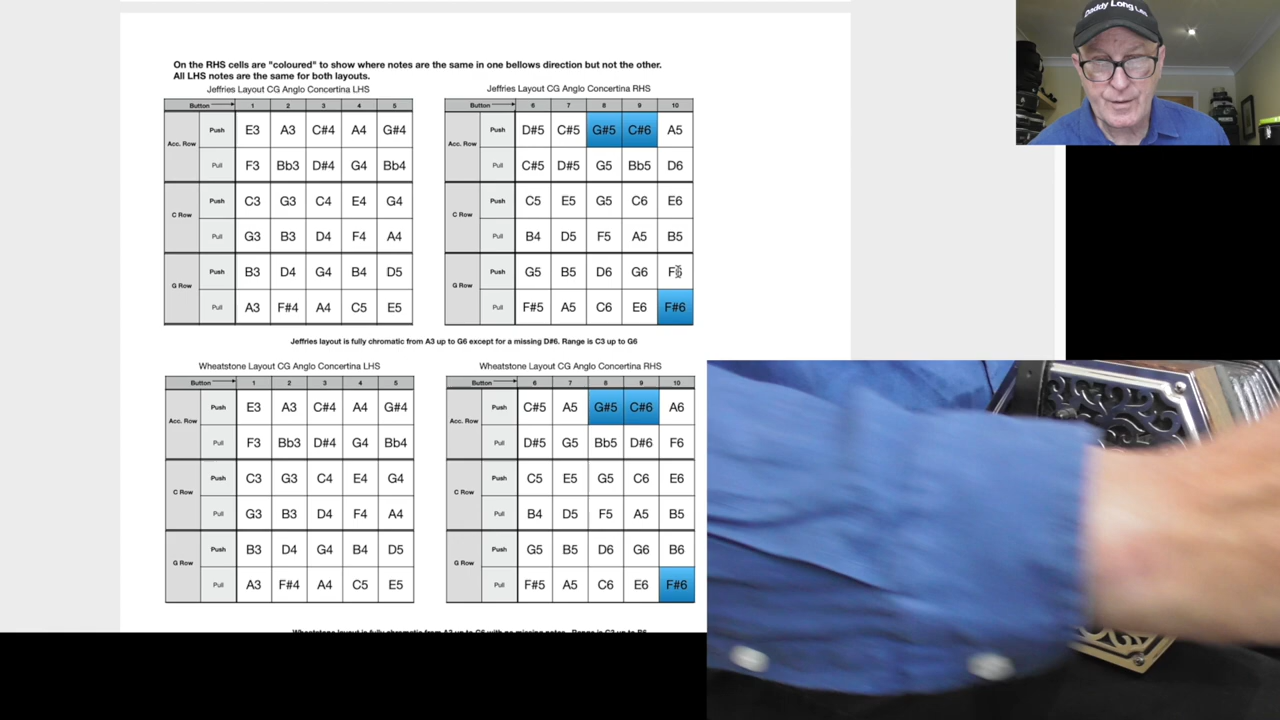 Daddy Long Les
On the RHS cells are "coloured" to show where notes are the same in one bellows direction but not the other.
All LHS notes are the same for both layouts.
Jeffries Layout CG Anglo Concertina LHS
Button 1 2 3 4 5
Acc. Row
Push E3 A3 C#4 A4 G#4
Pull F3 Bb3 D#4 G4 Bb4
C Row
Push C3 G3 C4 E4 G4
Pull G3 B3 D4 F4 A4
G Row
Push B3 D4 G4 B4 D5
Pull A3 F#4 A4 C5 E5
Jeffries Layout CG Anglo Concertina RHS
Button 6 7 8 9 10
Acc. Row
Push D#5 C#5 G#5 C#6 A5
Pull C#5 D#5 G5 Bb5 D6
C Row
Push C5 E5 G5 C6 E6
Pull B4 D5 F5 A5 B5
G Row
Push G5 B5 D6 G6
Pull F#5 A5 C6 E6 F#6
Jeffries layout is fully chromatic from A3 up to G6 except for a missing D#6. Range is C3 up to G6
Wheatstone Layout CG Anglo Concertina LHS
Button 1 2 3 4 5
Acc. Row
Push E3 A3 C#4 A4 G#4
Pull F3 Bb3 D#4 G4 Bb4
C Row
Push C3 G3 C4 E4 G4
Pull G3 B3 D4 F4 A4
G Row
Push B3 D4 G4 B4 D5
Pull A3 F#4 A4 C5 E5
Wheatstone Layout CG Anglo Concertina RHS
Button 6 7 8 9 10
Acc. Row
Push C#5 A5 G#5 C#6 A6
Pull D#5 G5 Bb5 D#6 F6
C Row
Push C5 E5 G5 C6 E6
Pull B4 D5 F5 A5 B5
G Row
Push G5 B5 D6 G6 B6
Pull F#5 A5 C6 E6 F#6